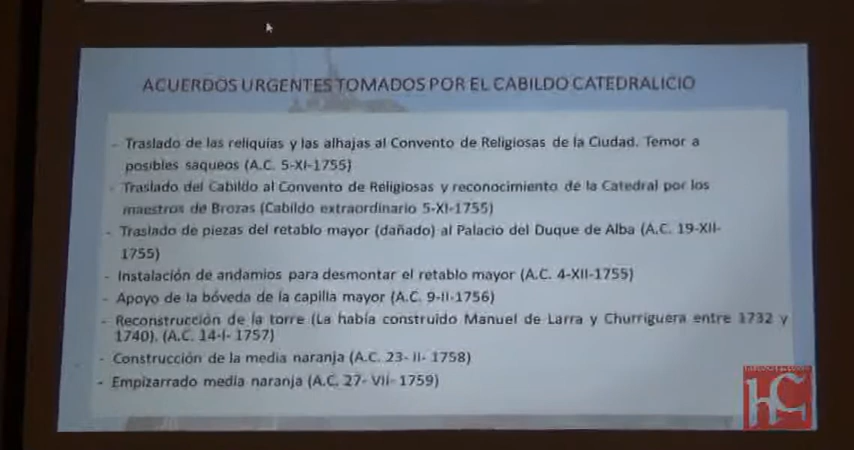 ACUERDOS URGENTES TOMADOS POR EL CABILDO CATEDRALICIO
- Traslado de las reliquias y las alhajas al Convento de Religiosas de la Ciudad. Temor a
posibles saqueos (A.C. 5-XI-1755)
- Traslado del Cabildo al Convento de Religiosas y reconocimiento de la Catedral por los
maestros de Brozas (Cabildo extraordinario 5-XI-1755)
- Traslado de piezas del retablo mayor (dañado) al Palacio del Duque de Alba (A.C. 19-XII-
1755)
- Instalación de andamios para desmontar el retablo mayor (A.C. 4-XII-1755)
- Apoyo de la bóveda de la capilla mayor (A.C. 9-II-1756)
- Reconstrucción de la torre (La había construido Manuel de Larra y Churriguera entre 1732 y
1740). (A.C. 14-I- 1757)
- Construcción de la media naranja (A.C. 23- II- 1758)
- Empizarrado media naranja (A.C. 27- VII- 1759)
HC